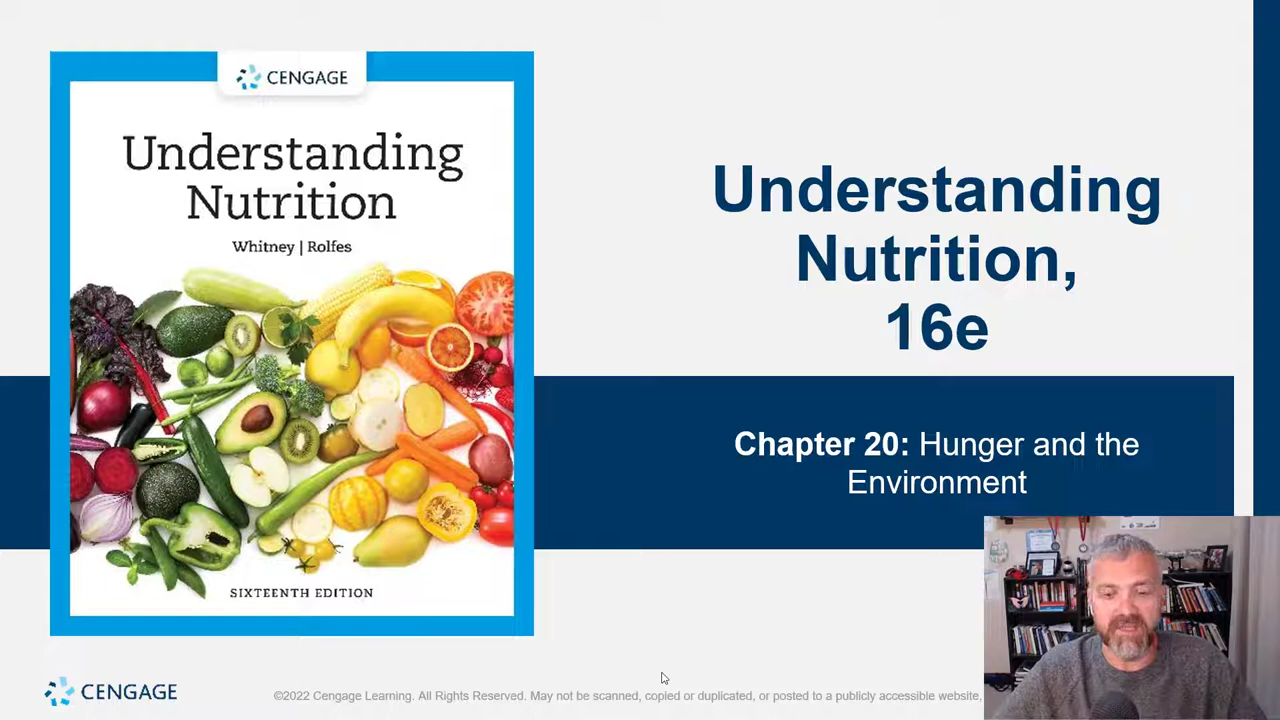 CENGAGE
Understanding
Nutrition
Whitney | Rolfes
SIXTEENTH EDITION
Understanding
Nutrition,
16e
Chapter 20: Hunger and the
Environment
CENGAGE
©2022 Cengage Learning. All Rights Reserved. May not be scanned, copied or duplicated, or posted to a publicly accessible website,